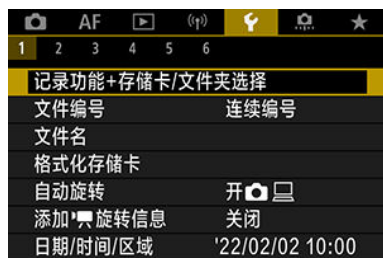 AF
1 2 3 4 5 6
记录功能+存储卡/文件夹选择
文件编号 连续编号
文件名
格式化存储卡
自动旋转 开
添加旋转信息 关闭
日期/时间/区域 '22/02/02 10:00